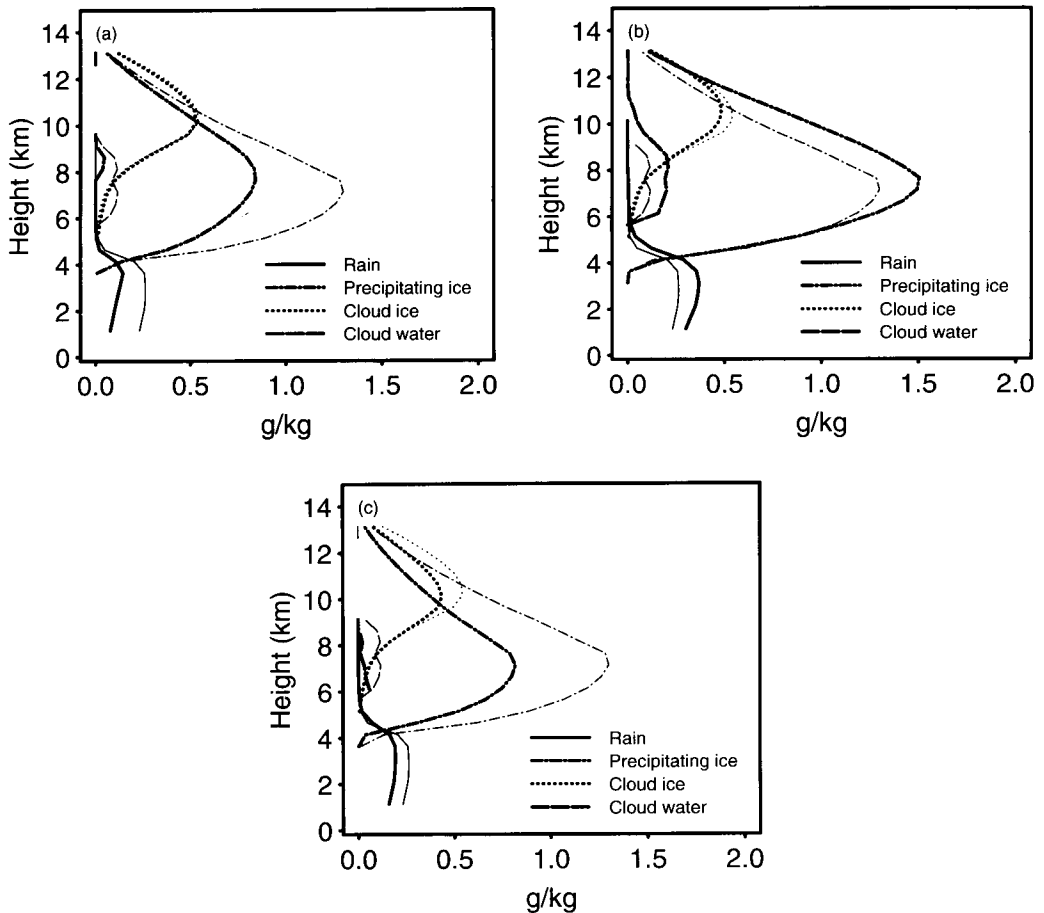 (a)
14
12
10
8
6
4
2
0
Height (km)
0.0 0.5 1.0 1.5 2.0
g/kg
Rain
Precipitating ice
Cloud ice
Cloud water
(b)
14
12
10
8
6
4
2
0
Height (km)
0.0 0.5 1.0 1.5 2.0
g/kg
Rain
Precipitating ice
Cloud ice
Cloud water
(c)
14
12
10
8
6
4
2
0
Height (km)
0.0 0.5 1.0 1.5 2.0
g/kg
Rain
Precipitating ice
Cloud ice
Cloud water